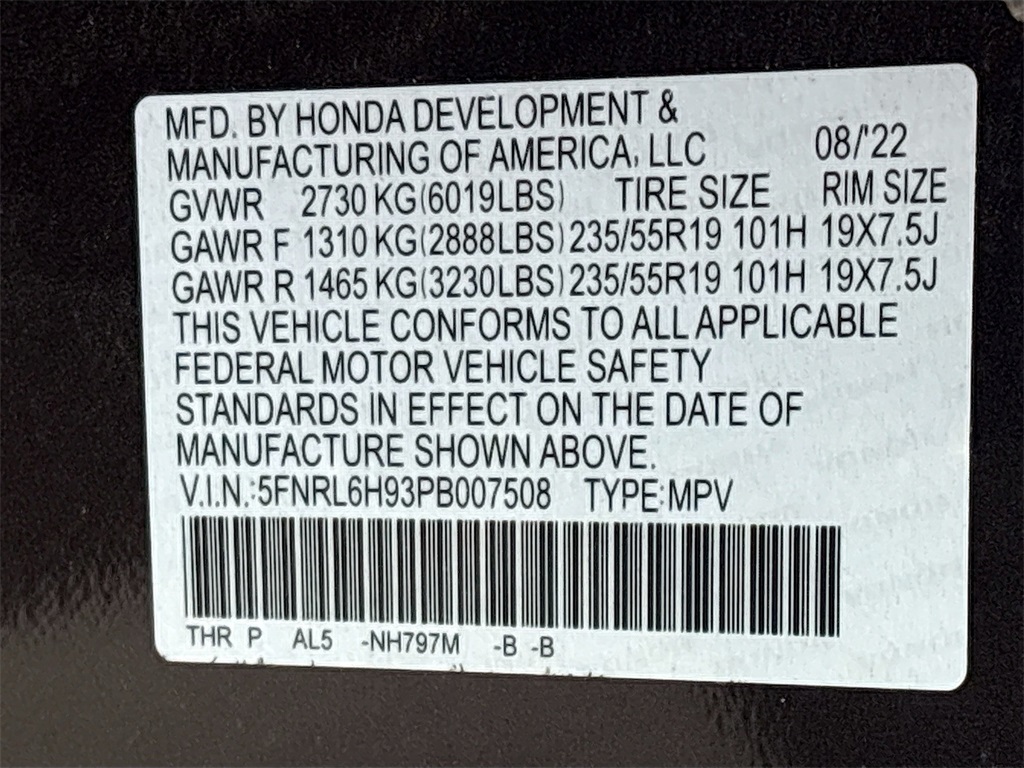 MFD. BY HONDA DEVELOPMENT &
MANUFACTURING OF AMERICA, LLC 08/'22
GVWR 2730 KG(6019LBS) TIRE SIZE RIM SIZE
GAWR F 1310 KG(2888LBS) 235/55R19 101H 19X7.5J
GAWR R 1465 KG(3230LBS) 235/55R19 101H 19X7.5J
THIS VEHICLE CONFORMS TO ALL APPLICABLE
FEDERAL MOTOR VEHICLE SAFETY
STANDARDS IN EFFECT ON THE DATE OF
MANUFACTURE SHOWN ABOVE.
V.I.N.:5FNRL6H93PB007508 TYPE:MPV
THR P AL5 -NH797M -B -B